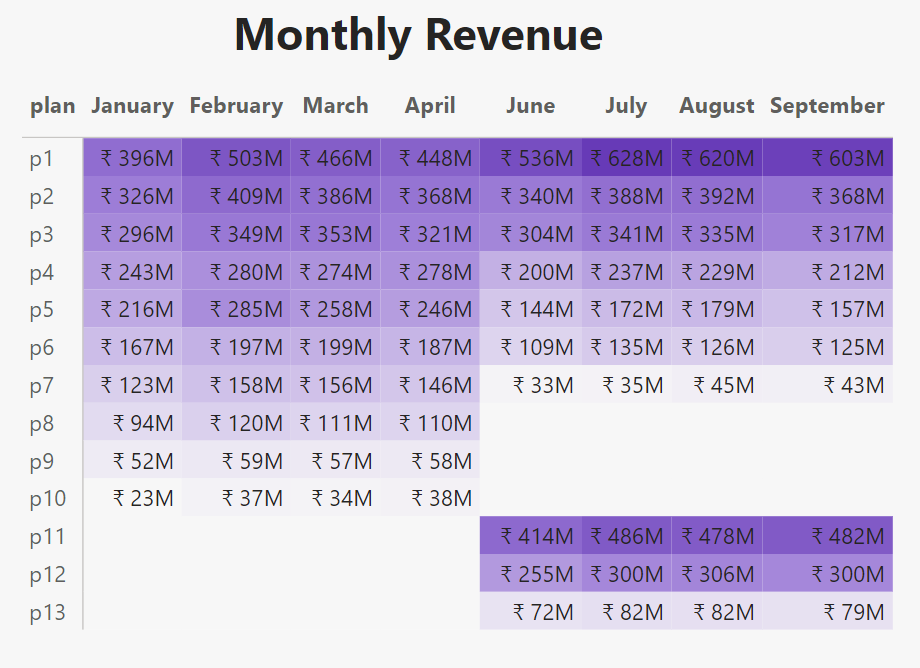 Monthly Revenue
plan January February March April June July August September
p1 ₹ 396M ₹ 503M ₹ 466M ₹ 448M ₹ 536M ₹ 628M ₹ 620M ₹ 603M
p2 ₹ 326M ₹ 409M ₹ 386M ₹ 368M ₹ 340M ₹ 388M ₹ 392M ₹ 368M
p3 ₹ 296M ₹ 349M ₹ 353M ₹ 321M ₹ 304M ₹ 341M ₹ 335M ₹ 317M
p4 ₹ 243M ₹ 280M ₹ 274M ₹ 278M ₹ 200M ₹ 237M ₹ 229M ₹ 212M
p5 ₹ 216M ₹ 285M ₹ 258M ₹ 246M ₹ 144M ₹ 172M ₹ 179M ₹ 157M
p6 ₹ 167M ₹ 197M ₹ 199M ₹ 187M ₹ 109M ₹ 135M ₹ 126M ₹ 125M
p7 ₹ 123M ₹ 158M ₹ 156M ₹ 146M ₹ 33M ₹ 35M ₹ 45M ₹ 43M
p8 ₹ 94M ₹ 120M ₹ 111M ₹ 110M
p9 ₹ 52M ₹ 59M ₹ 57M ₹ 58M
p10 ₹ 23M ₹ 37M ₹ 34M ₹ 38M
p11 ₹ 414M ₹ 486M ₹ 478M ₹ 482M
p12 ₹ 255M ₹ 300M ₹ 306M ₹ 300M
p13 ₹ 72M ₹ 82M ₹ 82M ₹ 79M